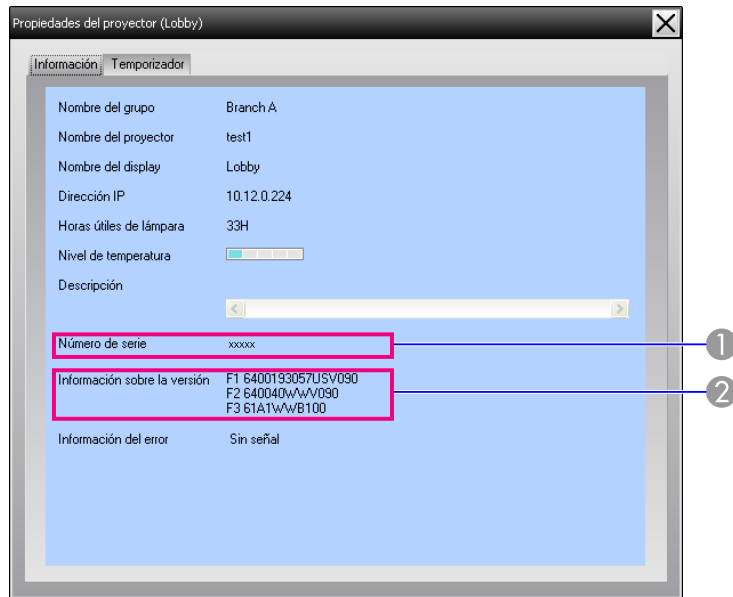 Propiedades del proyector (Lobby)
Información Temporizador
Nombre del grupo Branch A
Nombre del proyector test1
Nombre del display Lobby
Dirección IP 10.12.0.224
Horas útiles de lámpara 33H
Nivel de temperatura
Descripción
Número de serie xxxxx 1
Información sobre la versión F1 6400193057USV090 2
F2 640040WWV090
F3 61A1WWB100
Información del error Sin señal